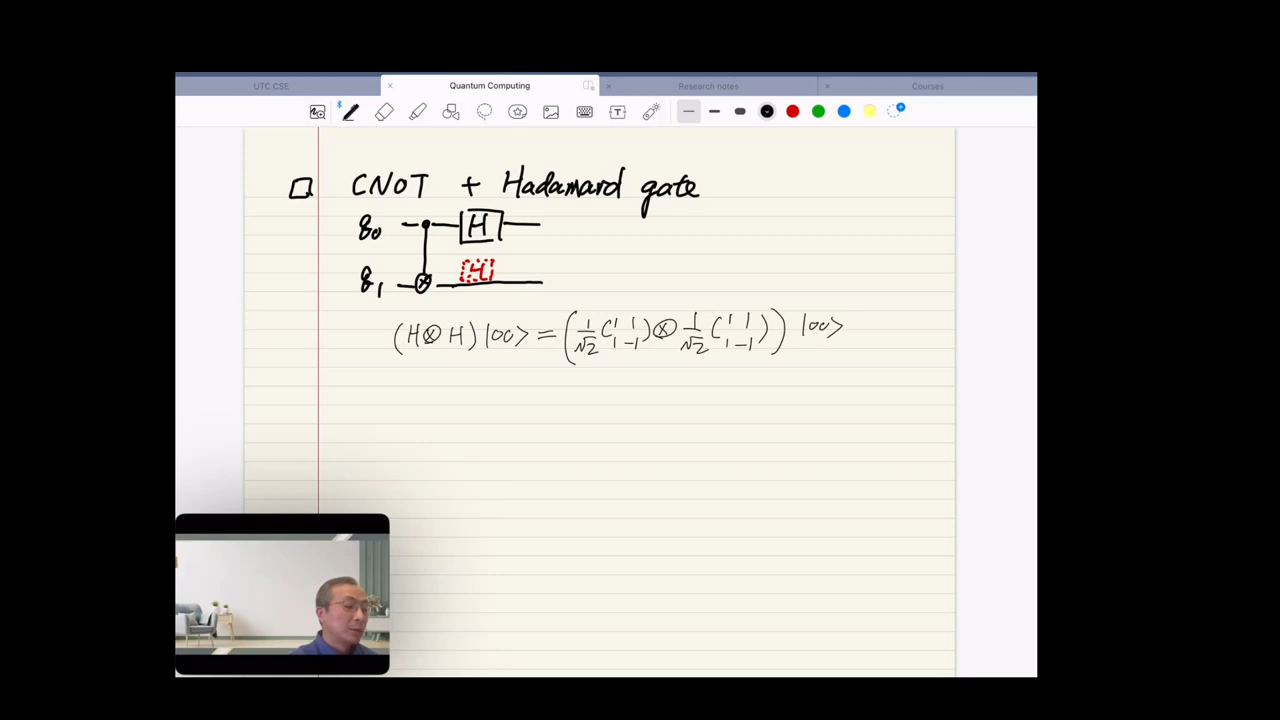 UTC CSE Quantum Computing Research notes Courses
□ CNOT + Hadamard gate
q₀ H
q₁ H
(H⊗H)|00> = (1/√2 (1 1 1 -1) ⊗ 1/√2 (1 1 1 -1)) |00>